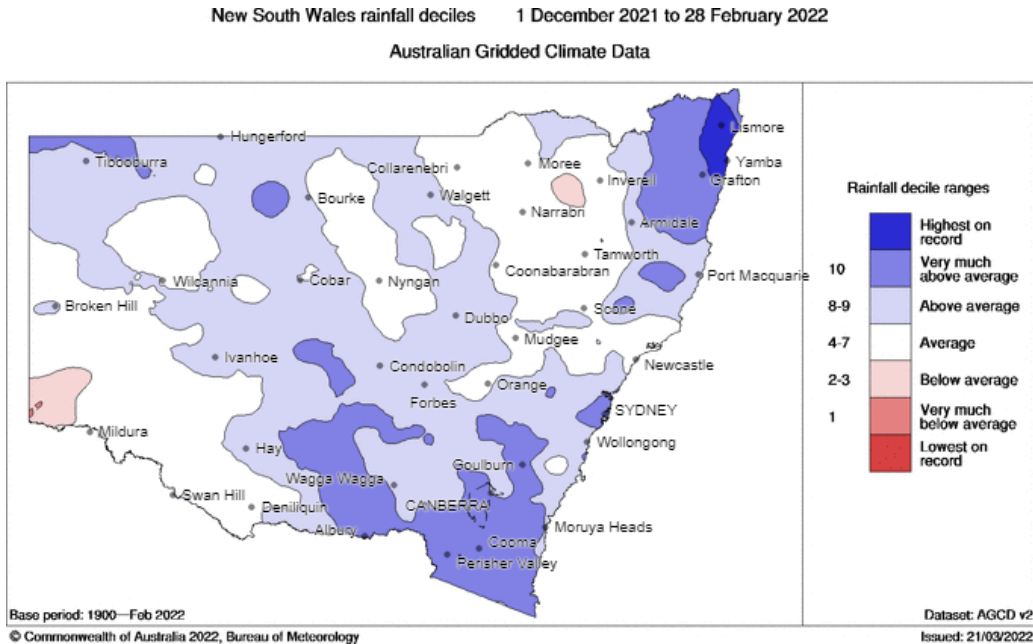 New South Wales rainfall deciles 1 December 2021 to 28 February 2022
Australian Gridded Climate Data
Hungerford
Lismore
Tibooburra
Collarenebri
Moree
Yamba
Inverell
Grafton
Bourke
Walgett
Narrabri
Armidale
Tamworth
Coonabarabran
Port Macquarie
Wilcannia
Cobar
Nyngan
Broken Hill
Scone
Dubbo
Mudgee
Ivanhoe
Condobolin
Newcastle
Orange
Forbes
SYDNEY
Mildura
Wollongong
Hay
Goulburn
Wagga Wagga
Swan Hill
Deniliquin
CANBERRA
Albury
Moruya Heads
Cooma
Perisher Valley
Rainfall decile ranges
Highest on
record
10 Very much
above average
8-9 Above average
4-7 Average
2-3 Below average
1 Very much
below average
Lowest on
record
Base period: 1900—Feb 2022
Dataset: AGCD v2
© Commonwealth of Australia 2022, Bureau of Meteorology
Issued: 21/03/2022